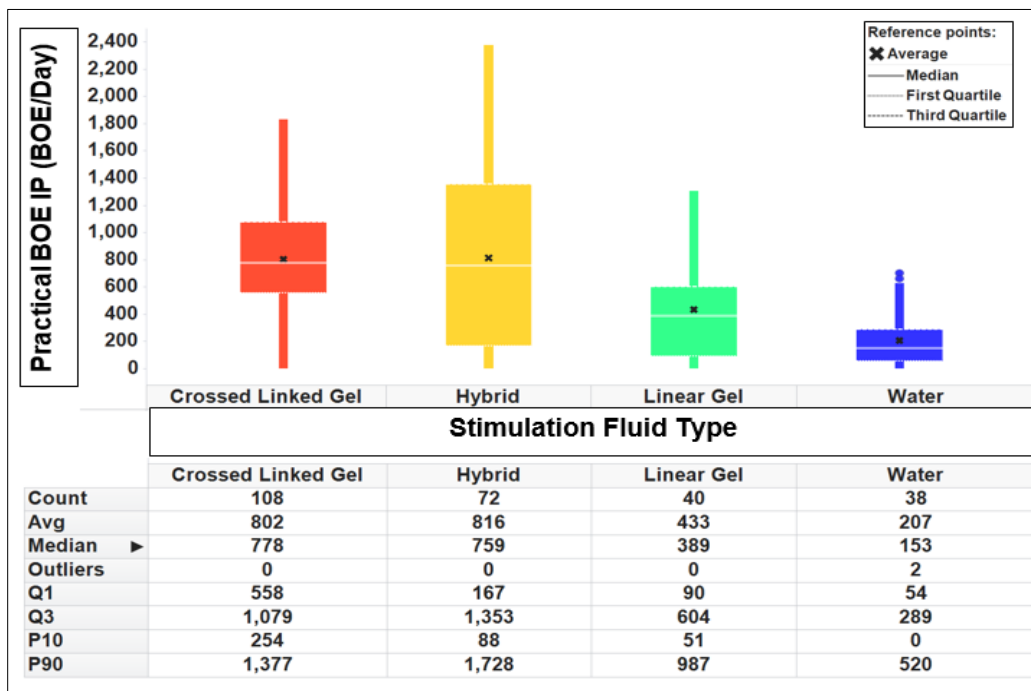 Practical BOE IP (BOE/Day)
2,400
2,200
2,000
1,800
1,600
1,400
1,200
1,000
800
600
400
200
0
Reference points:
✖ Average
Median
First Quartile
Third Quartile
Crossed Linked Gel Hybrid Linear Gel Water
Stimulation Fluid Type
Crossed Linked Gel Hybrid Linear Gel Water
Count 108 72 40 38
Avg 802 816 433 207
Median ► 778 759 389 153
Outliers 0 0 0 2
Q1 558 167 90 54
Q3 1,079 1,353 604 289
P10 254 88 51 0
P90 1,377 1,728 987 520